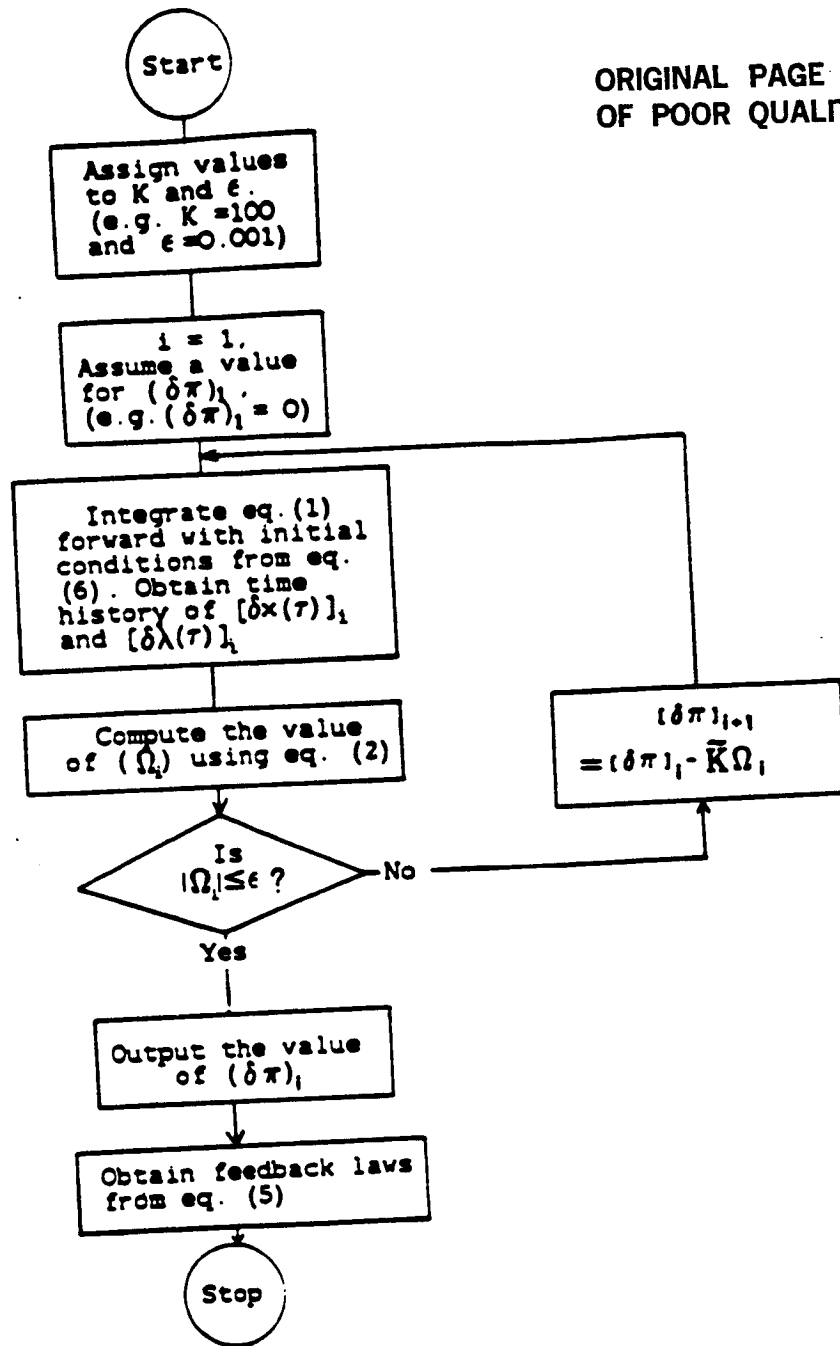 Start
ORIGINAL PAGE
OF POOR
Assign values
to K and ϵ.
(e.g. K =100
and ϵ=0.001)
i = 1.
Assume a value
for (δπ)₁.
(e.g.(δπ)₁ = 0)
Integrate eq.(1)
forward with initial
conditions from eq.
(6). Obtain time
history of [δx(τ)]ᵢ
and [δλ(τ)]ᵢ
Compute the value
of (Ωᵢ) using eq. (2)
[δπ]ᵢ₊₁
=[δπ]ᵢ - K̃Ωᵢ
Is
|Ωᵢ|≤ϵ ?
No
Yes
Output the value
of (δπ)ᵢ
Obtain feedback laws
from eq. (5)
Stop